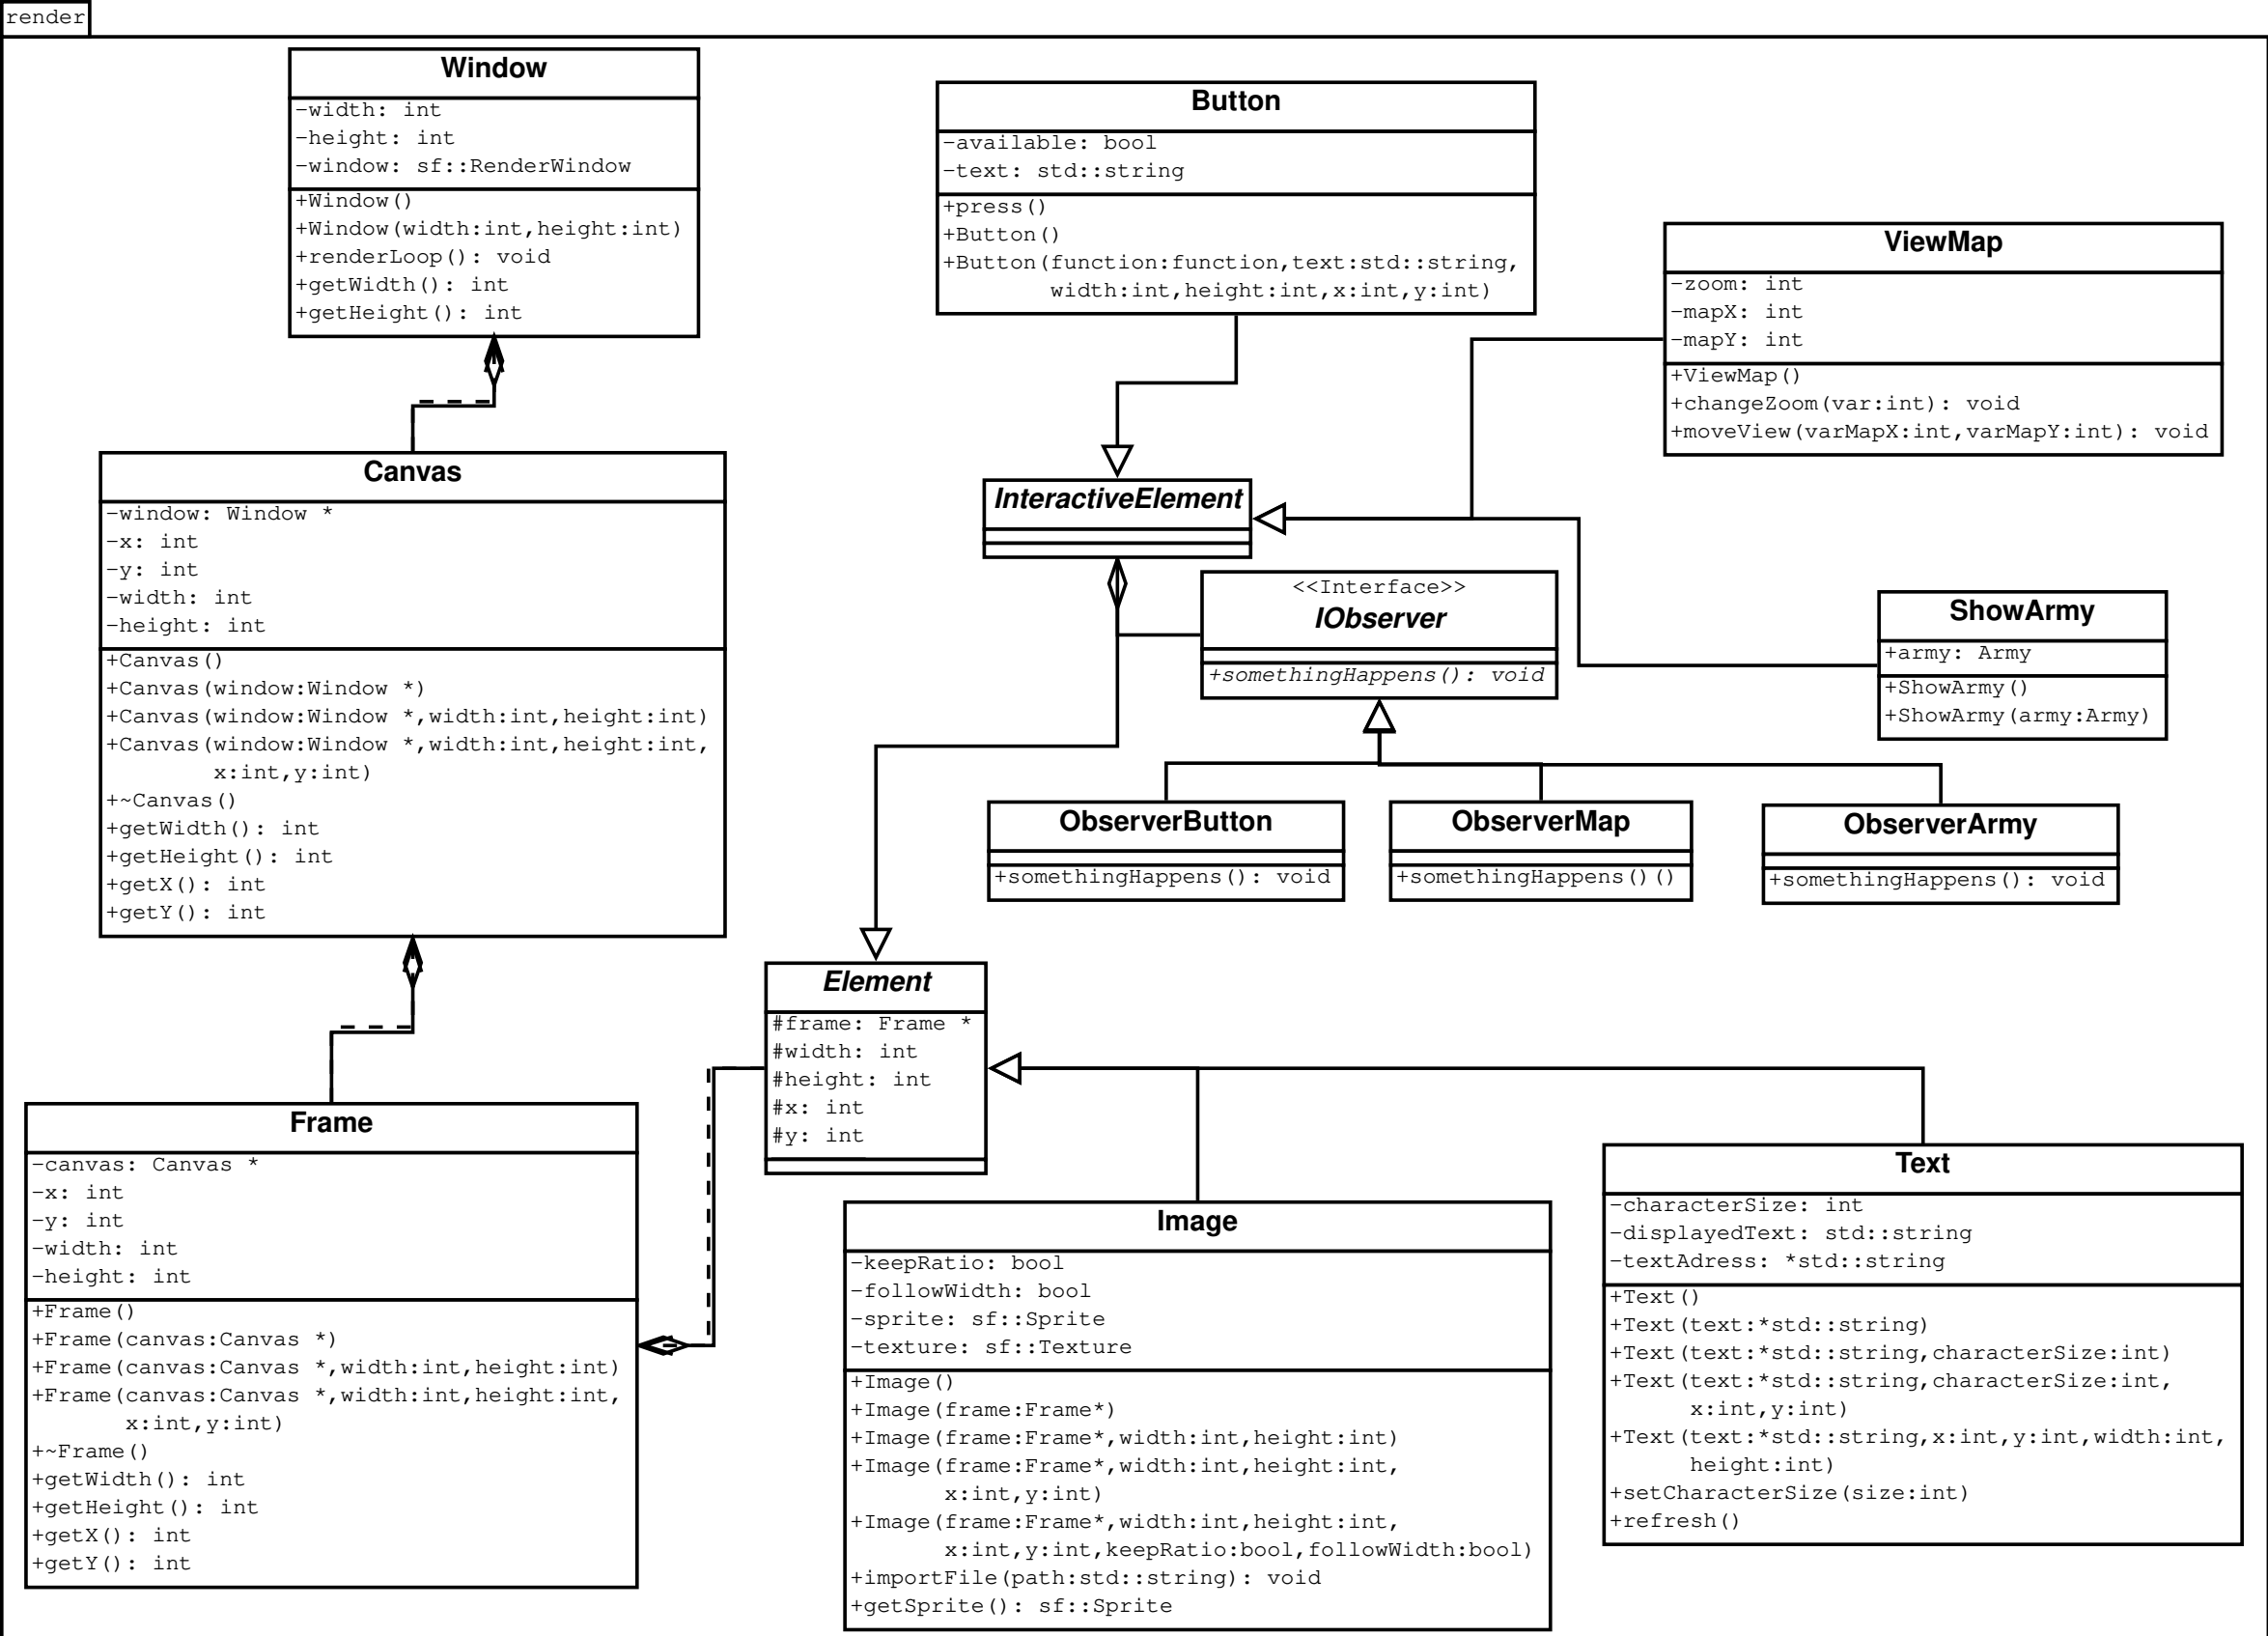 render
Window
-width: int
-height: int
-window: sf::RenderWindow
+Window()
+Window(width:int,height:int)
+renderLoop(): void
+getWidth(): int
+getHeight(): int
Button
-available: bool
-text: std::string
+press()
+Button()
+Button(function:function,text:std::string,
width:int,height:int,x:int,y:int)
ViewMap
-zoom: int
-mapX: int
-mapY: int
+ViewMap()
+changeZoom(var:int): void
+moveView(varMapX:int,varMapY:int): void
Canvas
-window: Window *
-x: int
-y: int
-width: int
-height: int
+Canvas()
+Canvas(window:Window *)
+Canvas(window:Window *,width:int,height:int)
+Canvas(window:Window *,width:int,height:int,
x:int,y:int)
+~Canvas()
+getWidth(): int
+getHeight(): int
+getX(): int
+getY(): int
InteractiveElement
<<Interface>>
IObserver
+somethingHappens(): void
ShowArmy
+army: Army
+ShowArmy()
+ShowArmy(army:Army)
ObserverButton
+somethingHappens(): void
ObserverMap
+somethingHappens()()
ObserverArmy
+somethingHappens(): void
Element
#frame: Frame *
#width: int
#height: int
#x: int
#y: int
Frame
-canvas: Canvas *
-x: int
-y: int
-width: int
-height: int
+Frame()
+Frame(canvas:Canvas *)
+Frame(canvas:Canvas *,width:int,height:int)
+Frame(canvas:Canvas *,width:int,height:int,
x:int,y:int)
+~Frame()
+getWidth(): int
+getHeight(): int
+getX(): int
+getY(): int
Image
-keepRatio: bool
-followWidth: bool
-sprite: sf::Sprite
-texture: sf::Texture
+Image()
+Image(frame:Frame*)
+Image(frame:Frame*,width:int,height:int)
+Image(frame:Frame*,width:int,height:int,
x:int,y:int)
+Image(frame:Frame*,width:int,height:int,
x:int,y:int,keepRatio:bool,followWidth:bool)
+importFile(path:std::string): void
+getSprite(): sf::Sprite
Text
-characterSize: int
-displayedText: std::string
-textAdress: *std::string
+Text()
+Text(text:*std::string)
+Text(text:*std::string,characterSize:int)
+Text(text:*std::string,characterSize:int,
x:int,y:int)
+Text(text:*std::string,x:int,y:int,width:int,
height:int)
+setCharacterSize(size:int)
+refresh()